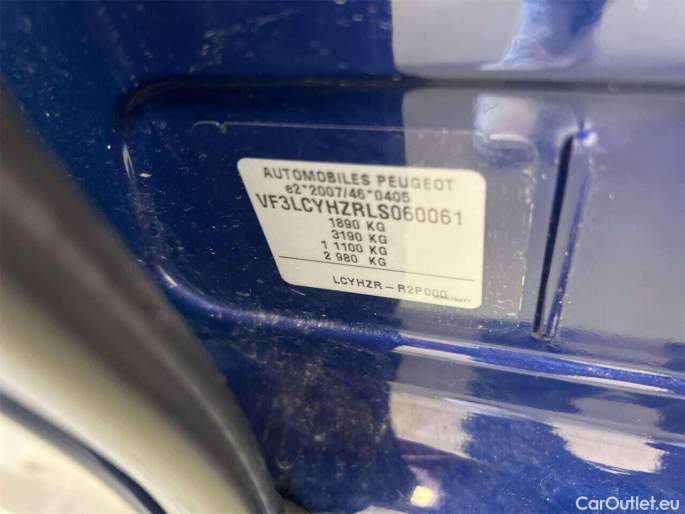 AUTOMOBILES PEUGEOT
e2*2007/46*0405
VF3LCYHZRLS060061
1890 KG
3190 KG
1 1100 KG
2 980 KG
LCYHZR - R2P000
CarOutlet.eu